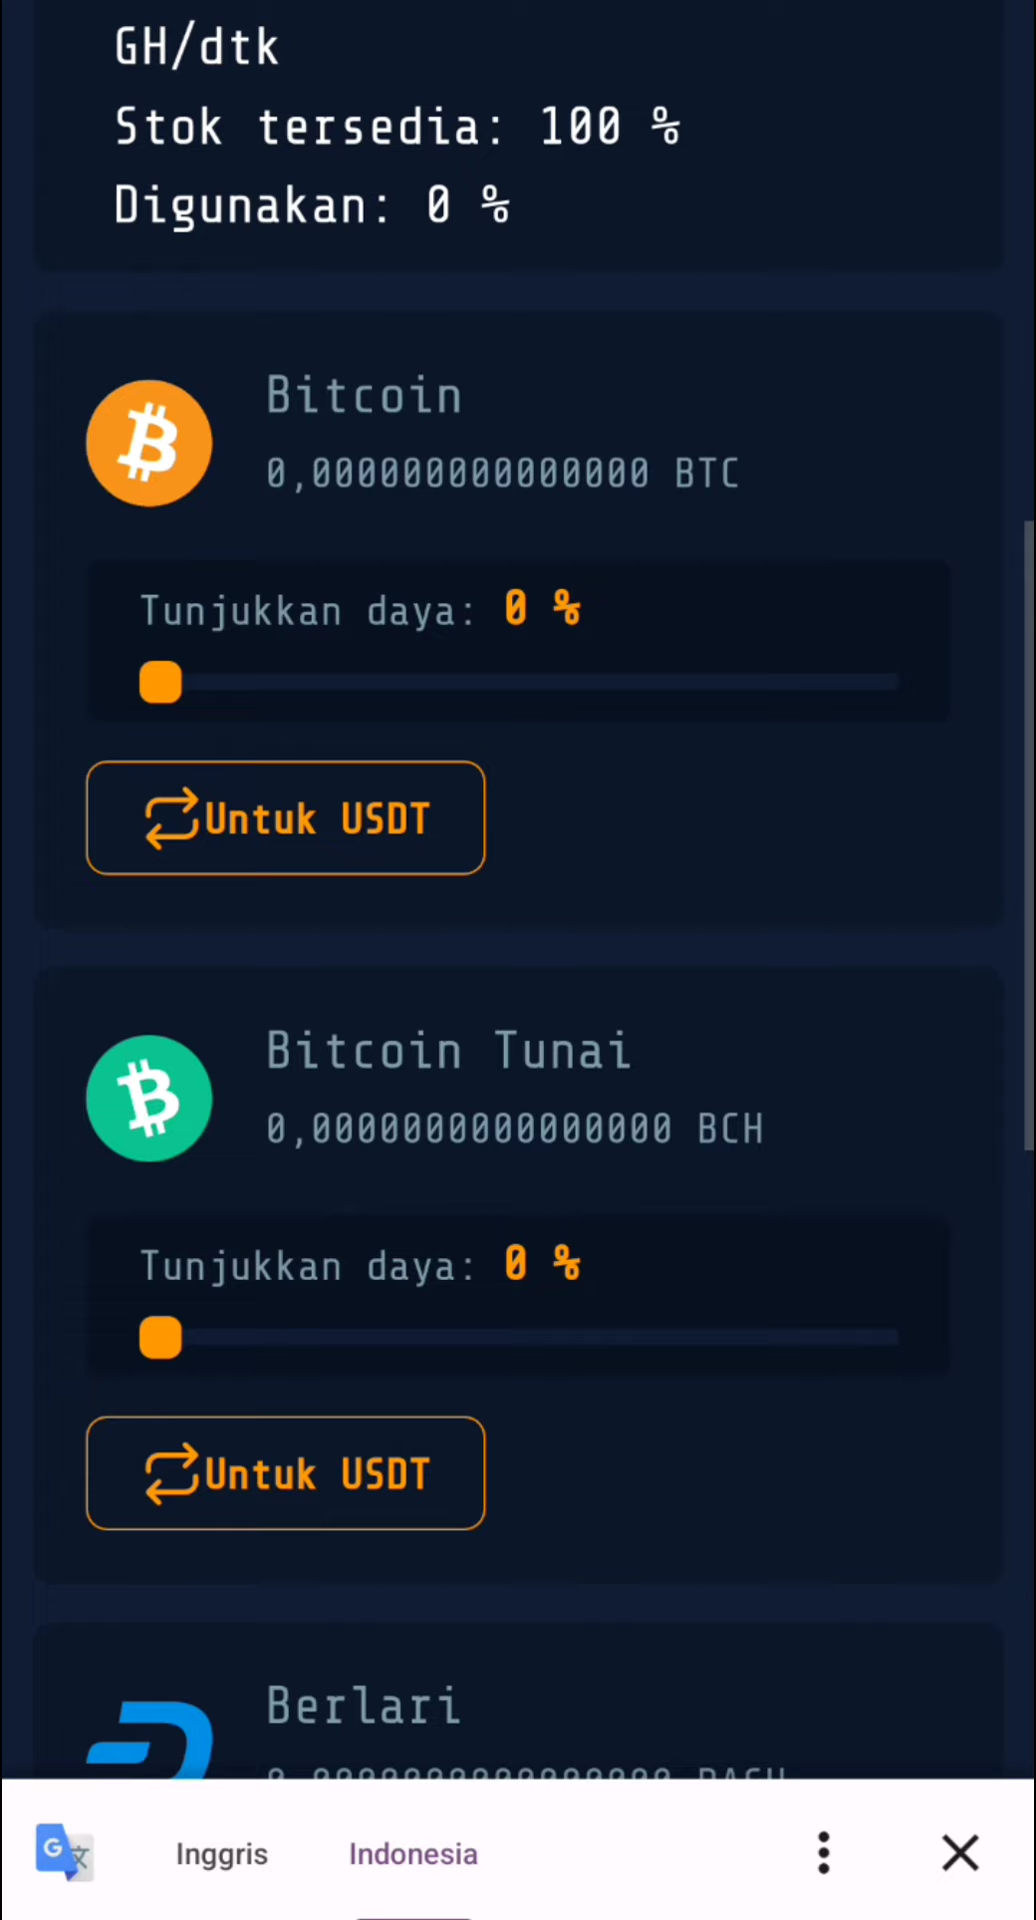 GH/dtk
Stok tersedia: 100 %
Digunakan: 0 %
Bitcoin
0,000000000000000 BTC
Tunjukkan daya: 0 %
Untuk USDT
Bitcoin Tunai
0,0000000000000000 BCH
Tunjukkan daya: 0 %
Untuk USDT
Berlari
Inggris
Indonesia